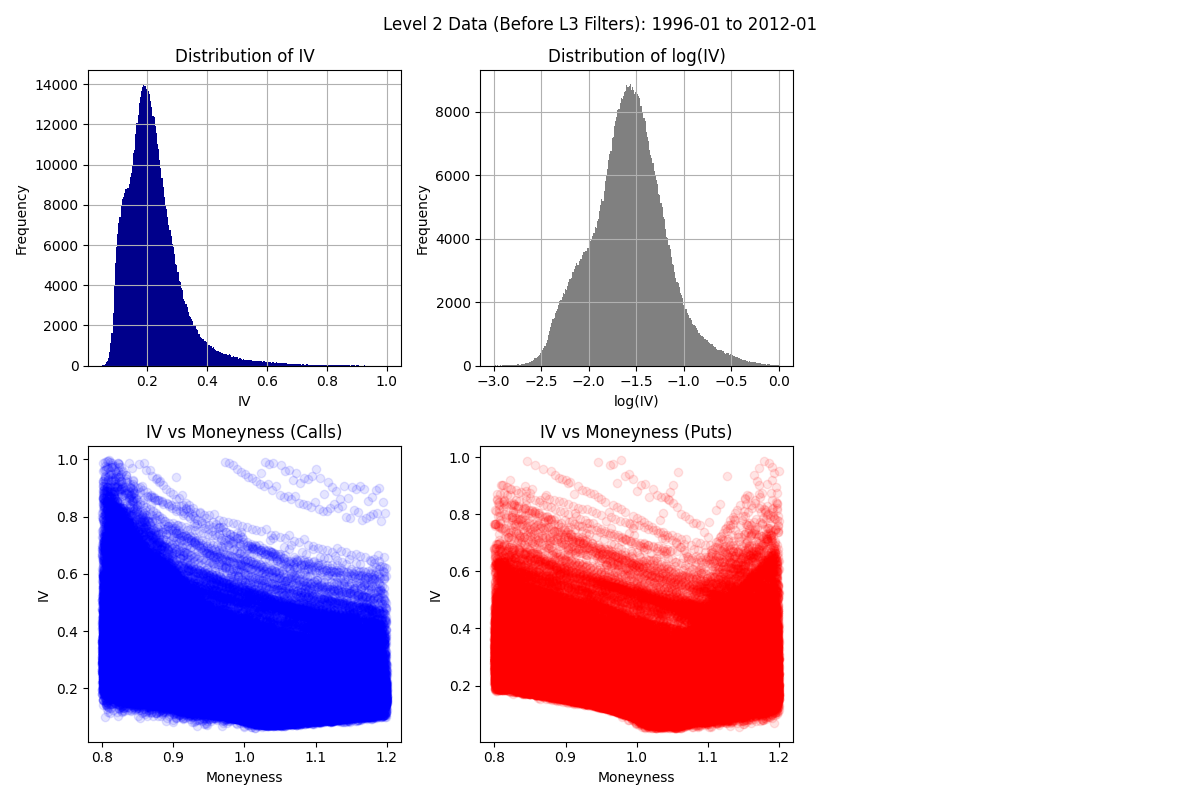 Level 2 Data (Before L3 Filters): 1996-01 to 2012-01
Distribution of IV
14000
12000
10000
8000
6000
4000
2000
0
Frequency
0.2 0.4 0.6 0.8 1.0
IV
Distribution of log(IV)
8000
6000
4000
2000
0
Frequency
−3.0 −2.5 −2.0 −1.5 −1.0 −0.5 0.0
log(IV)
IV vs Moneyness (Calls)
1.0
0.8
0.6
0.4
0.2
IV
0.8 0.9 1.0 1.1 1.2
Moneyness
IV vs Moneyness (Puts)
1.0
0.8
0.6
0.4
0.2
IV
0.8 0.9 1.0 1.1 1.2
Moneyness